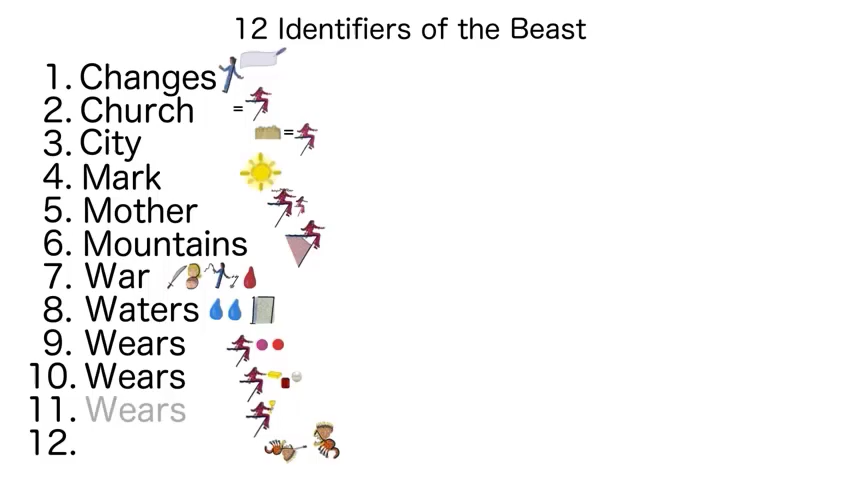 12 Identifiers of the Beast
1. Changes
2. Church =
3. City =
4. Mark
5. Mother
6. Mountains
7. War
8. Waters
9. Wears
10. Wears
11. Wears
12.